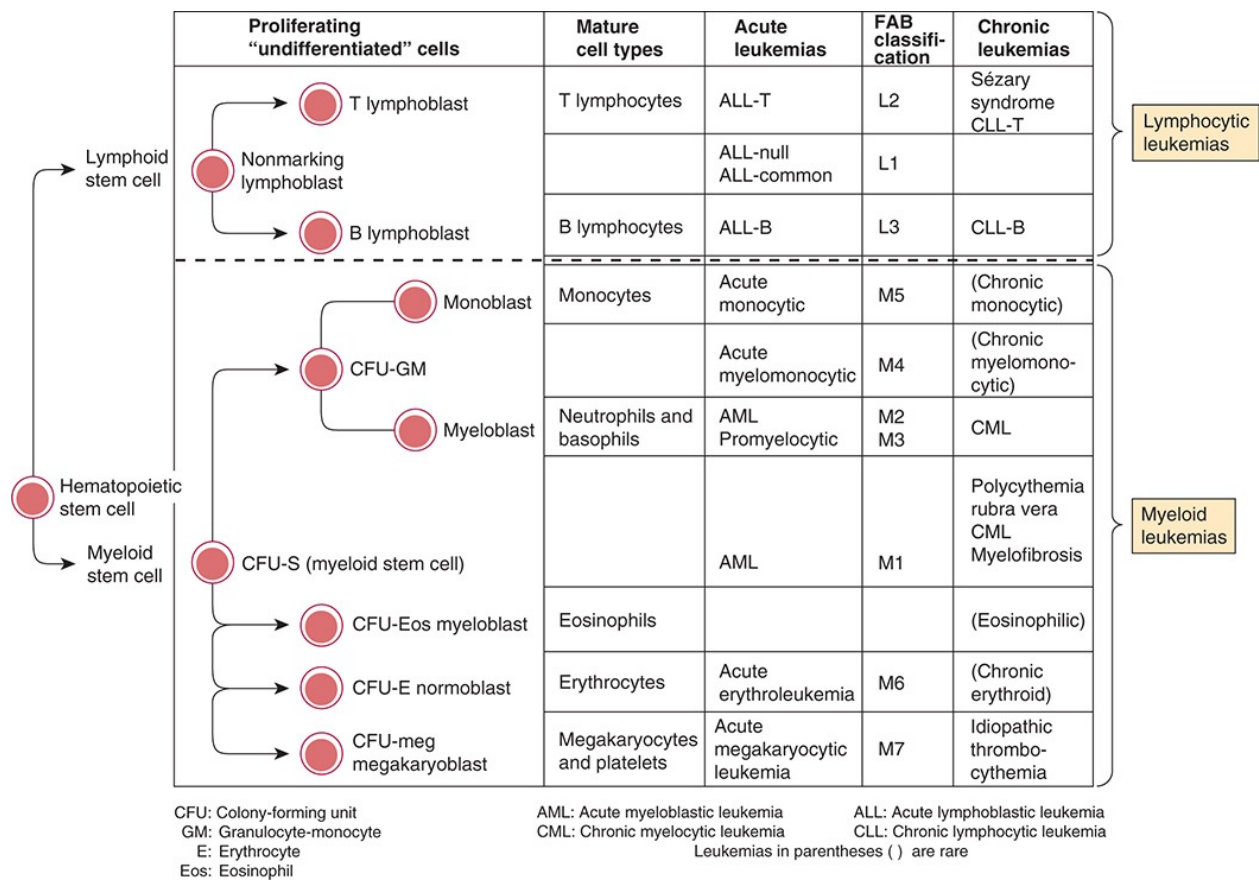 Proliferating
“undifferentiated” cells
Mature
cell types
Acute
leukemias
FAB
classifi-
cation
Chronic
leukemias
Lymphoid
stem cell
T lymphoblast
T lymphocytes
ALL-T
L2
Sézary
syndrome
CLL-T
Nonmarking
lymphoblast
ALL-null
ALL-common
L1
B lymphoblast
B lymphocytes
ALL-B
L3
CLL-B
Lymphocytic
leukemias
Monoblast
Monocytes
Acute
monocytic
M5
(Chronic
monocytic)
CFU-GM
Acute
myelomonocytic
M4
(Chronic
myelomono-
cytic)
Myeloblast
Neutrophils and
basophils
AML
Promyelocytic
M2
M3
CML
Hematopoietic
stem cell
Myeloid
stem cell
CFU-S (myeloid stem cell)
AML
M1
Polycythemia
rubra vera
CML
Myelofibrosis
Myeloid
leukemias
CFU-Eos myeloblast
Eosinophils
(Eosinophilic)
CFU-E normoblast
Erythrocytes
Acute
erythroleukemia
M6
(Chronic
erythroid)
CFU-meg
megakaryoblast
Megakaryocytes
and platelets
Acute
megakaryocytic
leukemia
M7
Idiopathic
thrombo-
cythemia
CFU: Colony-forming unit
GM: Granulocyte-monocyte
E: Erythrocyte
Eos: Eosinophil
AML: Acute myeloblastic leukemia
CML: Chronic myelocytic leukemia
ALL: Acute lymphoblastic leukemia
CLL: Chronic lymphocytic leukemia
Leukemias in parentheses ( ) are rare